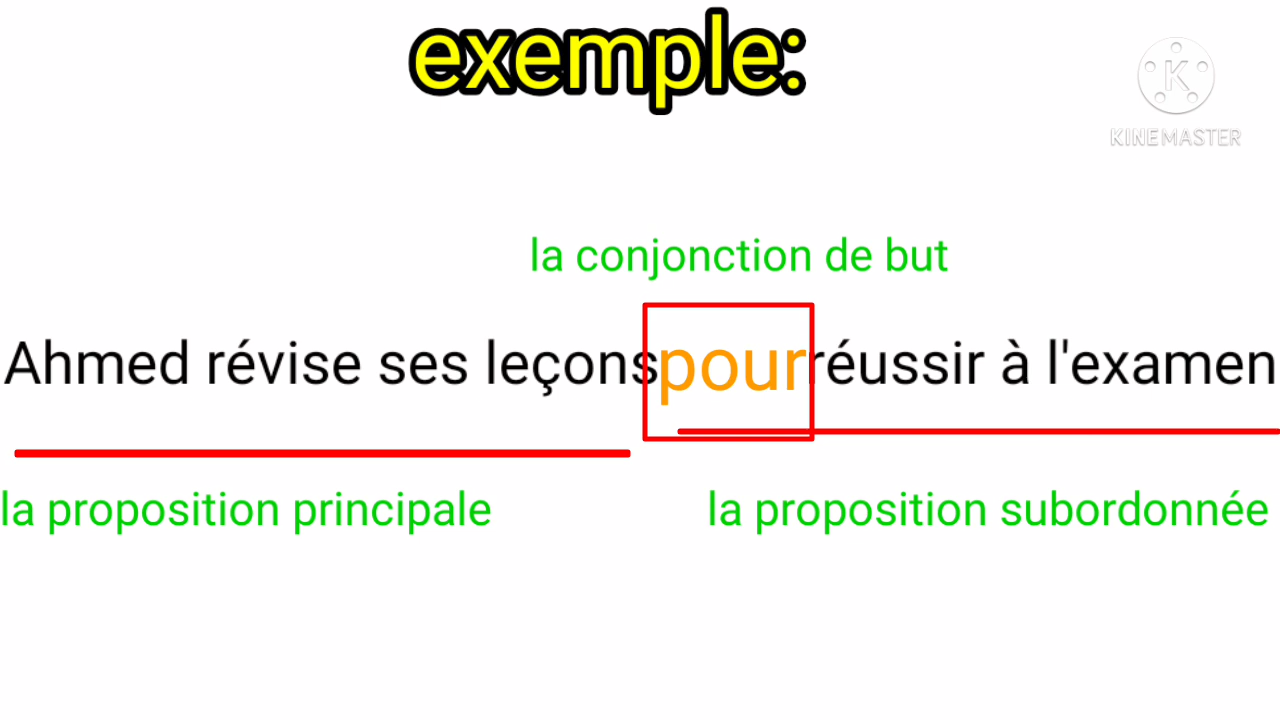 exemple:
KINEMASTER
la conjonction de but
Ahmed révise ses leçons pour réussir à l'examen
la proposition principale
la proposition subordonnée